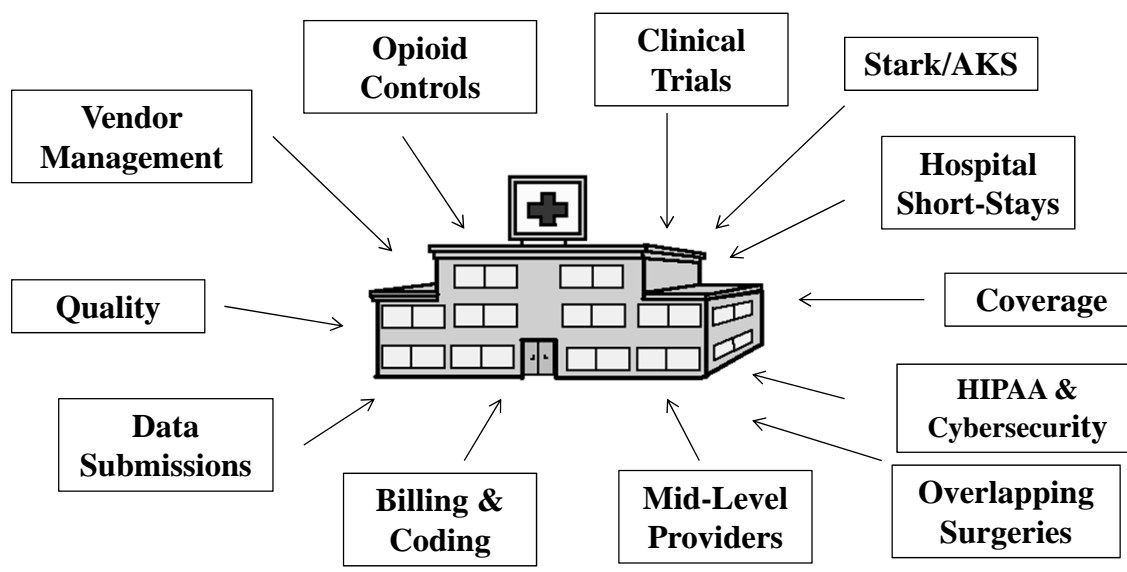 Opioid
Controls
Clinical
Trials
Stark/AKS
Vendor
Management
Hospital
Short-Stays
Quality
Coverage
Data
Submissions
HIPAA &
Cybersecurity
Billing &
Coding
Mid-Level
Providers
Overlapping
Surgeries